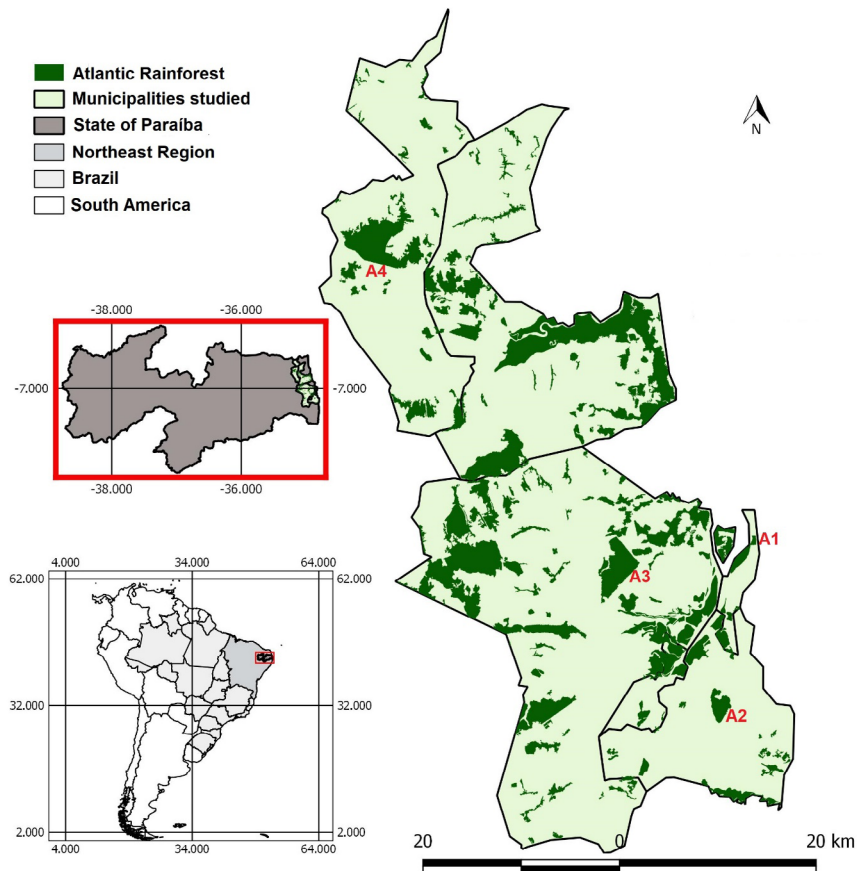 Atlantic Rainforest
Municipalities studied
State of Paraíba
Northeast Region
Brazil
South America
N
A4
-38.000 -36.000
-7.000 -7.000
-38.000 -36.000
A1
A3
A2
4.000 34.000 64.000
62.000 62.000
32.000 32.000
2.000 2.000
4.000 34.000 64.000
20 0 20 km